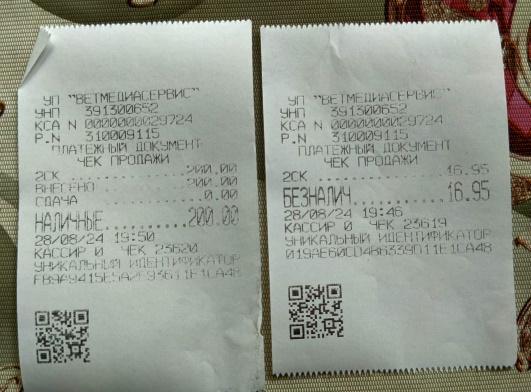 УП "ВЕТМЕДИАСЕРВИС"
УНП 391300652
КСА N 0000000029724
Р.N 310009115
ПЛАТЕЖНЫЙ ДОКУМЕНТ
ЧЕК ПРОДАЖИ
2СК ...............200.00
ВНЕСЕНО ...........200.00
СДАЧА ...............0.00
НАЛИЧНЫЕ...........200.00
28/08/24 19:50
КАССИР 0 ЧЕК 23620
УНИКАЛЬНЫЙ ИДЕНТИФИКАТОР
УП "ВЕТМЕДИАСЕРВИС"
УНП 391300652
КСА N 0000000029724
Р.N 310009115
ПЛАТЕЖНЫЙ ДОКУМЕНТ
ЧЕК ПРОДАЖИ
2СК ................16.95
БЕЗНАЛИЧ............16.95
28/08/24 19:46
КАССИР 0 ЧЕК 23619
УНИКАЛЬНЫЙ ИДЕНТИФИКАТОР